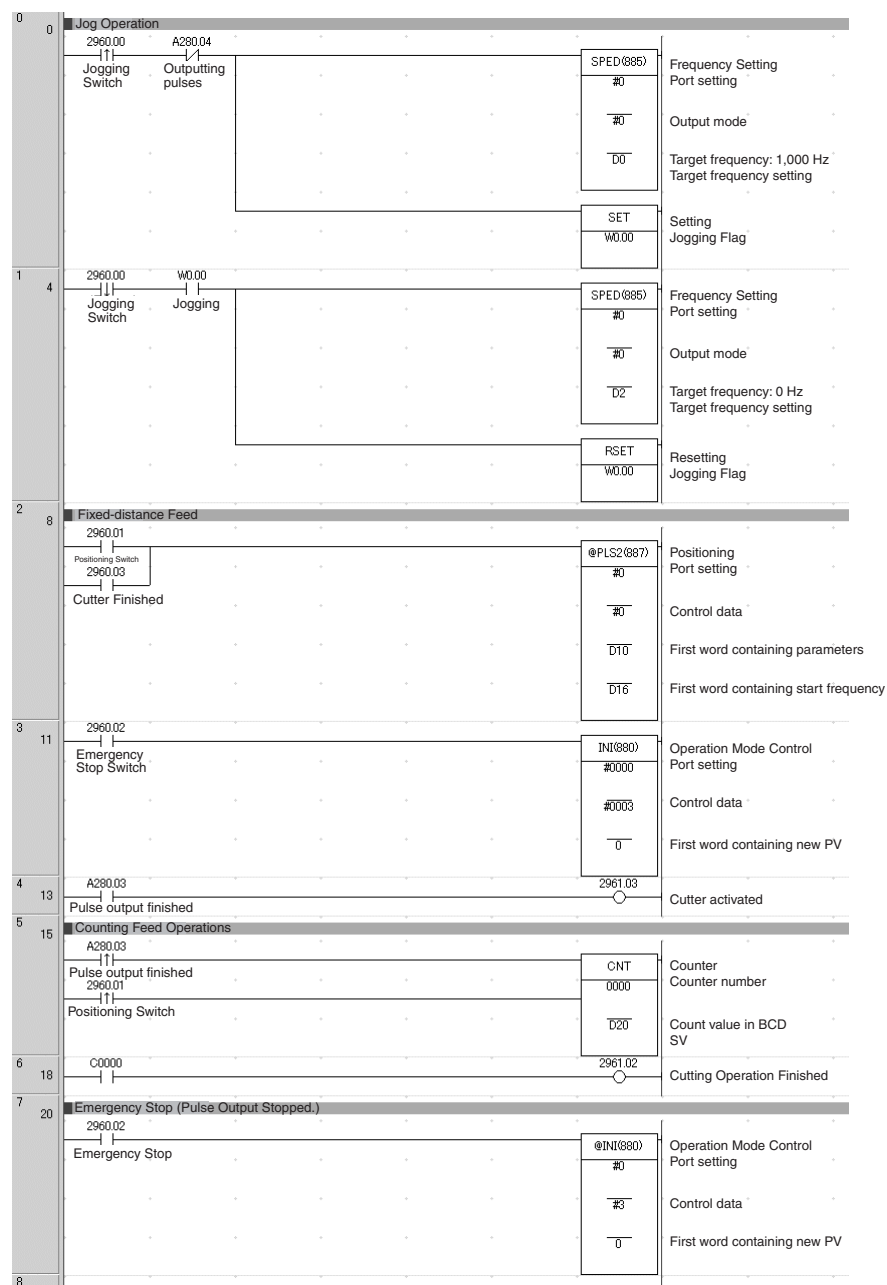 0
0
Jog Operation
2960.00
A280.04
Jogging
Switch
Outputting
pulses
SPED(885)
#0
#0
D0
Frequency Setting
Port setting
Output mode
Target frequency: 1,000 Hz
Target frequency setting
SET
W0.00
Setting
Jogging Flag
1
4
2960.00
W0.00
Jogging
Switch
Jogging
SPED(885)
#0
#0
D2
Frequency Setting
Port setting
Output mode
Target frequency: 0 Hz
Target frequency setting
RSET
W0.00
Resetting
Jogging Flag
2
8
Fixed-distance Feed
2960.01
Positioning Switch
2960.03
Cutter Finished
@PLS2(887)
#0
#0
D10
D16
Positioning
Port setting
Control data
First word containing parameters
First word containing start frequency
3
11
2960.02
Emergency
Stop Switch
INI(880)
#0000
#0003
0
Operation Mode Control
Port setting
Control data
First word containing new PV
4
13
A280.03
Pulse output finished
2961.03
Cutter activated
5
15
Counting Feed Operations
A280.03
Pulse output finished
2960.01
Positioning Switch
CNT
0000
D20
Counter
Counter number
Count value in BCD
SV
6
18
C0000
2961.02
Cutting Operation Finished
7
20
Emergency Stop (Pulse Output Stopped.)
2960.02
Emergency Stop
@INI(880)
#0
#3
0
Operation Mode Control
Port setting
Control data
First word containing new PV
8